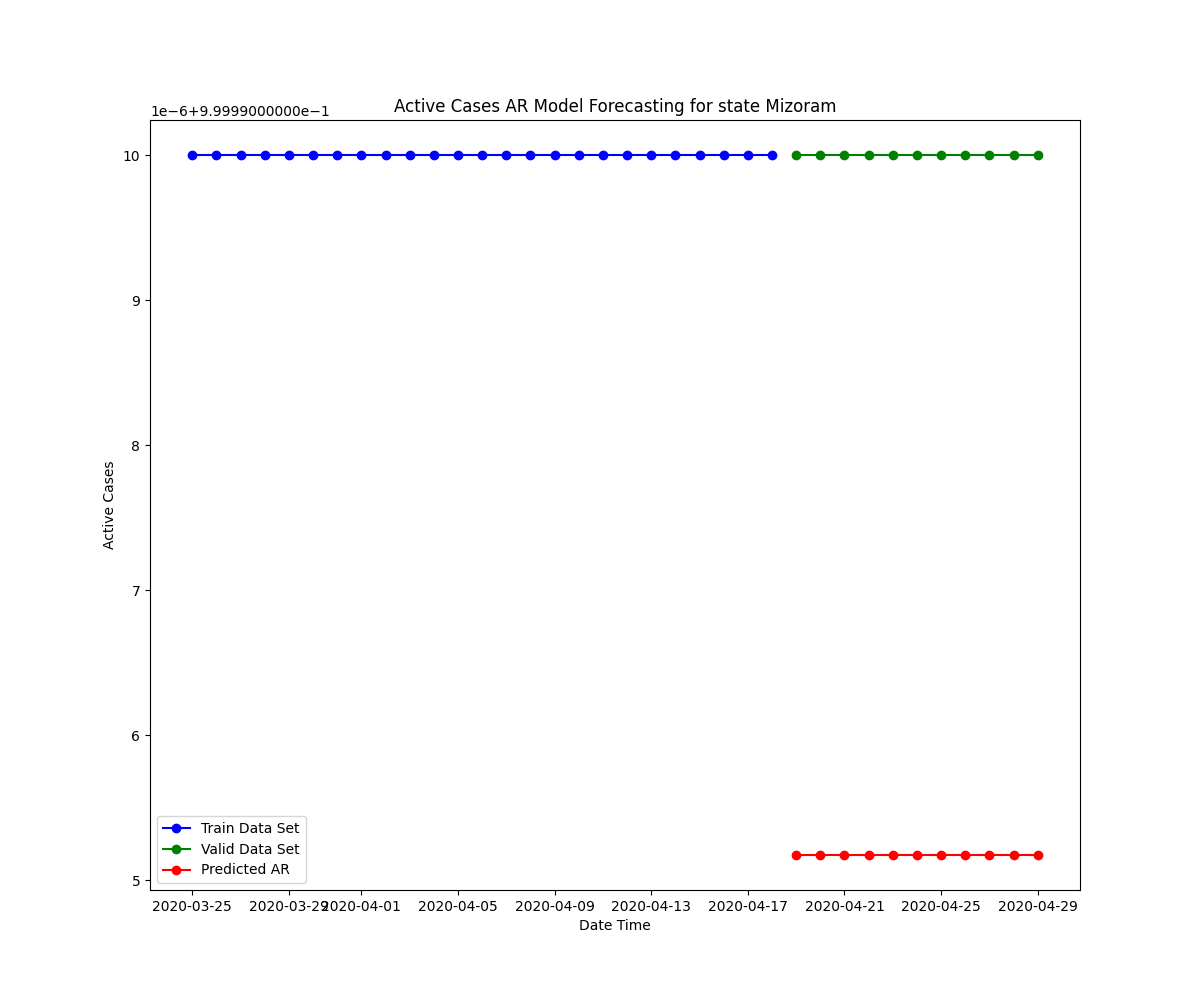 Active Cases AR Model Forecasting for state Mizoram
1e−6+9.9999000000e−1
10
9
8
7
6
5
Active Cases
Train Data Set
Valid Data Set
Predicted AR
2020-03-25 2020-03-29 2020-04-01 2020-04-05 2020-04-09 2020-04-13 2020-04-17 2020-04-21 2020-04-25 2020-04-29
Date Time